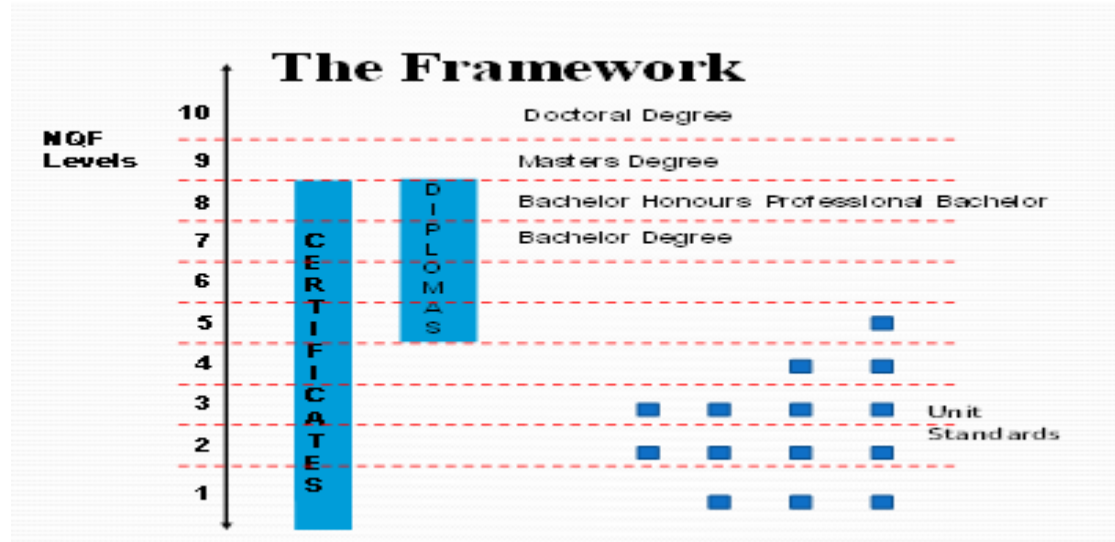 The Framework
10
Doctoral Degree
NQF
Levels
9
Masters Degree
8
Bachelor Honours Professional Bachelor
7
Bachelor Degree
6
5
4
3
2
1
CERTIFICATES
DIPLOMAS
Unit
Standards